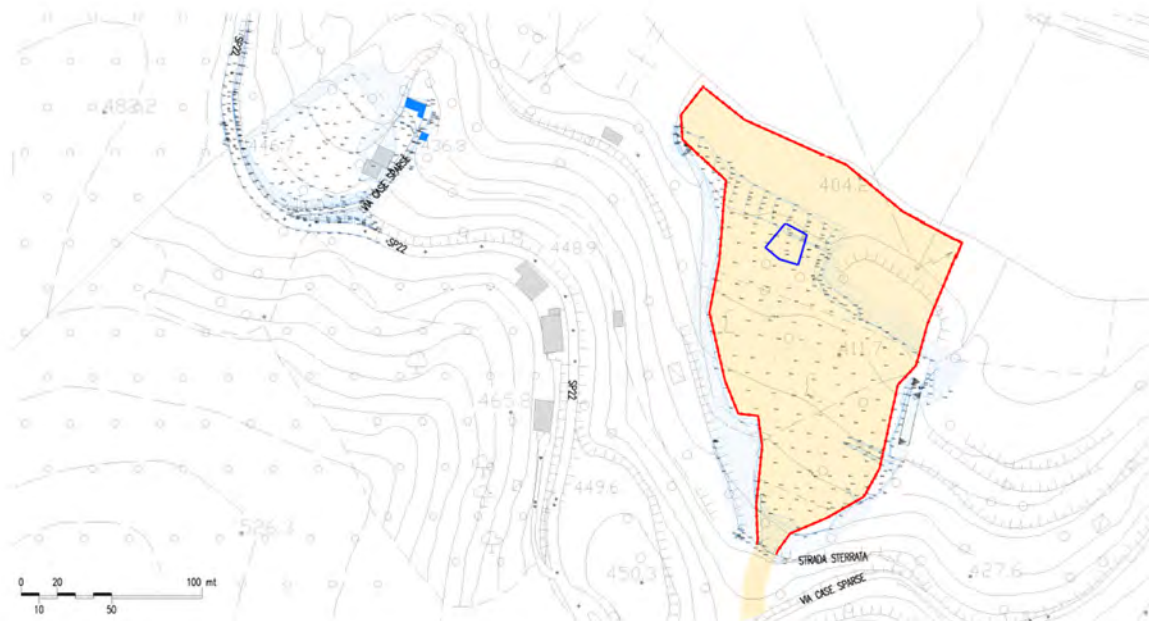 SP22
483.2
446.7
436.8
VIA CASE SPARSE
SP22
448.9
404.2
411.7
SP22
465.8
449.6
526.1
450.3
STRADA STERRATA
427.6
VIA CASE SPARSE
0 20 100 mt.
10 50